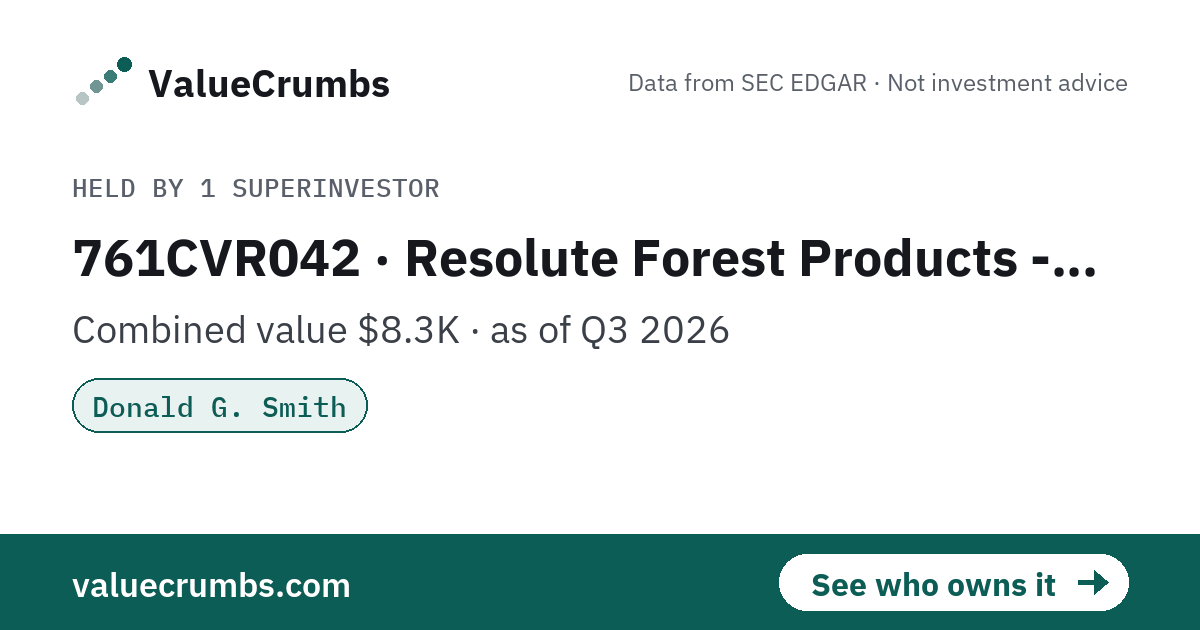 ValueCrumbs
Data from SEC EDGAR · Not investment advice
HELD BY 1 SUPERINVESTOR
761CVR042 · Resolute Forest Products -...
Combined value $8.3K · as of Q3 2026
Donald G. Smith
valuecrumbs.com
See who owns it →